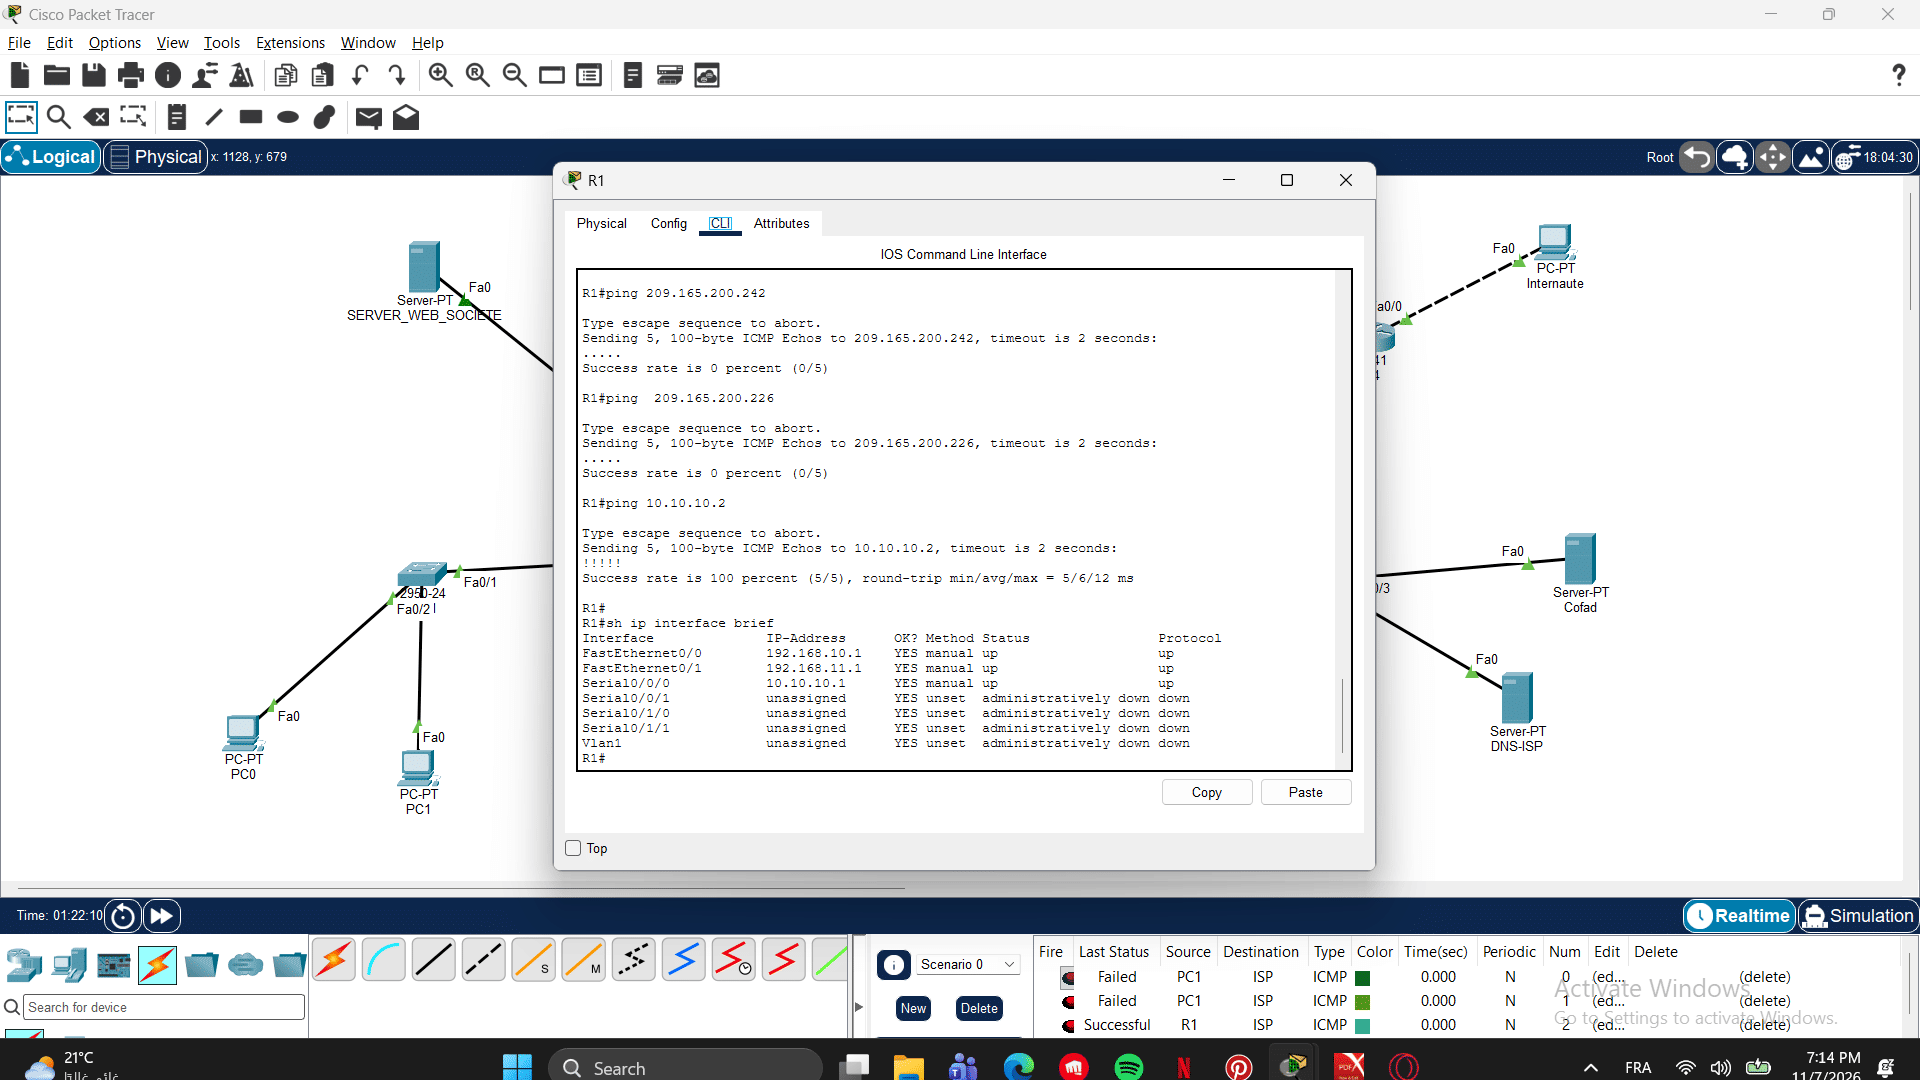 Cisco Packet Tracer
File Edit Options View Tools Extensions Window Help
Logical Physical x: 1128, y: 679 Root 18:04:30
R1
Physical Config CLI Attributes
IOS Command Line Interface
R1#ping 209.165.200.242
Type escape sequence to abort.
Sending 5, 100-byte ICMP Echos to 209.165.200.242, timeout is 2 seconds:
.....
Success rate is 0 percent (0/5)
R1#ping  209.165.200.226
Type escape sequence to abort.
Sending 5, 100-byte ICMP Echos to 209.165.200.226, timeout is 2 seconds:
.....
Success rate is 0 percent (0/5)
R1#ping 10.10.10.2
Type escape sequence to abort.
Sending 5, 100-byte ICMP Echos to 10.10.10.2, timeout is 2 seconds:
!!!!!
Success rate is 100 percent (5/5), round-trip min/avg/max = 5/6/12 ms
R1#
R1#sh ip interface brief
Interface IP-Address OK? Method Status Protocol
FastEthernet0/0 192.168.10.1 YES manual up up
FastEthernet0/1 192.168.11.1 YES manual up up
Serial0/0/0 10.10.10.1 YES manual up up
Serial0/0/1 unassigned YES unset administratively down down
Serial0/1/0 unassigned YES unset administratively down down
Serial0/1/1 unassigned YES unset administratively down down
Vlan1 unassigned YES unset administratively down down
R1#
Copy Paste
Top
Fa0
Server-PT
SERVER_WEB_SOCIETE
Fa0/1
2950-24
Fa0/2
Fa0
PC-PT
PC0
Fa0
PC-PT
PC1
Fa0
PC-PT
Internaute
a0/0
41
4
Fa0
Server-PT
Cofad
0/3
Fa0
Server-PT
DNS-ISP
Time: 01:22:10 Realtime Simulation
S M
Search for device
Scenario 0
New Delete
Fire Last Status Source Destination Type Color Time(sec) Periodic Num Edit Delete
Failed PC1 ISP ICMP 0.000 N 0 (ed... (delete)
Failed PC1 ISP ICMP 0.000 N 1 (ed... (delete)
Successful R1 ISP ICMP 0.000 N 2 (ed... (delete)
Activate Windows
Go to Settings to activate Windows.
21°C
Search
FRA
7:14 PM
11/7/2026